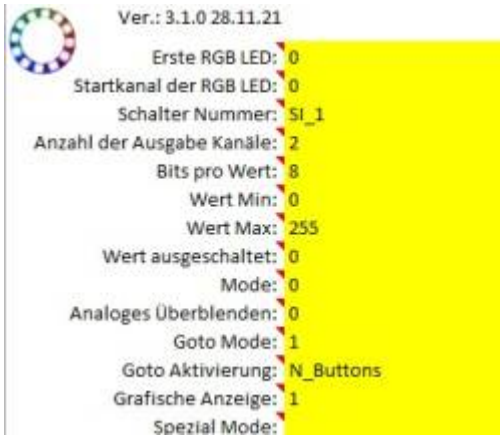 Ver.: 3.1.0 28.11.21
Erste RGB LED: 0
Startkanal der RGB LED: 0
Schalter Nummer: SI_1
Anzahl der Ausgabe Kanäle: 2
Bits pro Wert: 8
Wert Min: 0
Wert Max: 255
Wert ausgeschaltet: 0
Mode: 0
Analoges Überblenden: 0
Goto Mode: 1
Goto Aktivierung: N_Buttons
Grafische Anzeige: 1
Spezial Mode: